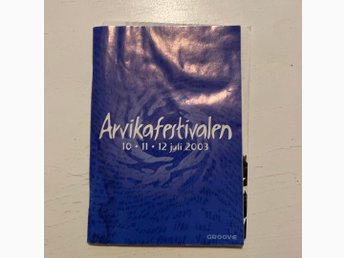 Arvikafestivalen
10 • 11 • 12 juli 2003
GROOVE